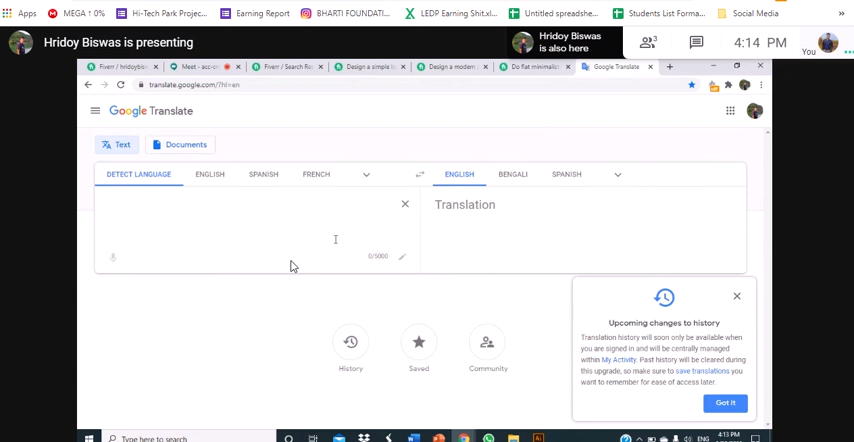 Apps MEGA ↑ 0% Hi-Tech Park Projec... Earning Report BHARTI FOUNDATI... LEDP Earning Shit.xl... Untitled spreadshe... Students List Forma... Social Media »
Hridoy Biswas is presenting
Hridoy Biswas
is also here
3
4:14 PM
You
Fiverr / hridoybisw
Meet - acc-cr
Fiverr / Search Re
Design a simple lo
Design a modern
Do flat minimalis
Google Translate
translate.google.com/?hl=en
Google Translate
Text Documents
DETECT LANGUAGE ENGLISH SPANISH FRENCH
ENGLISH BENGALI SPANISH
Translation
0/5000
Upcoming changes to history
Translation history will soon only be available when
you are signed in and will be centrally managed
within My Activity. Past history will be cleared during
this upgrade, so make sure to save translations you
want to remember for ease of access later.
Got it
History Saved Community
Type here to search
ENG
4:13 PM